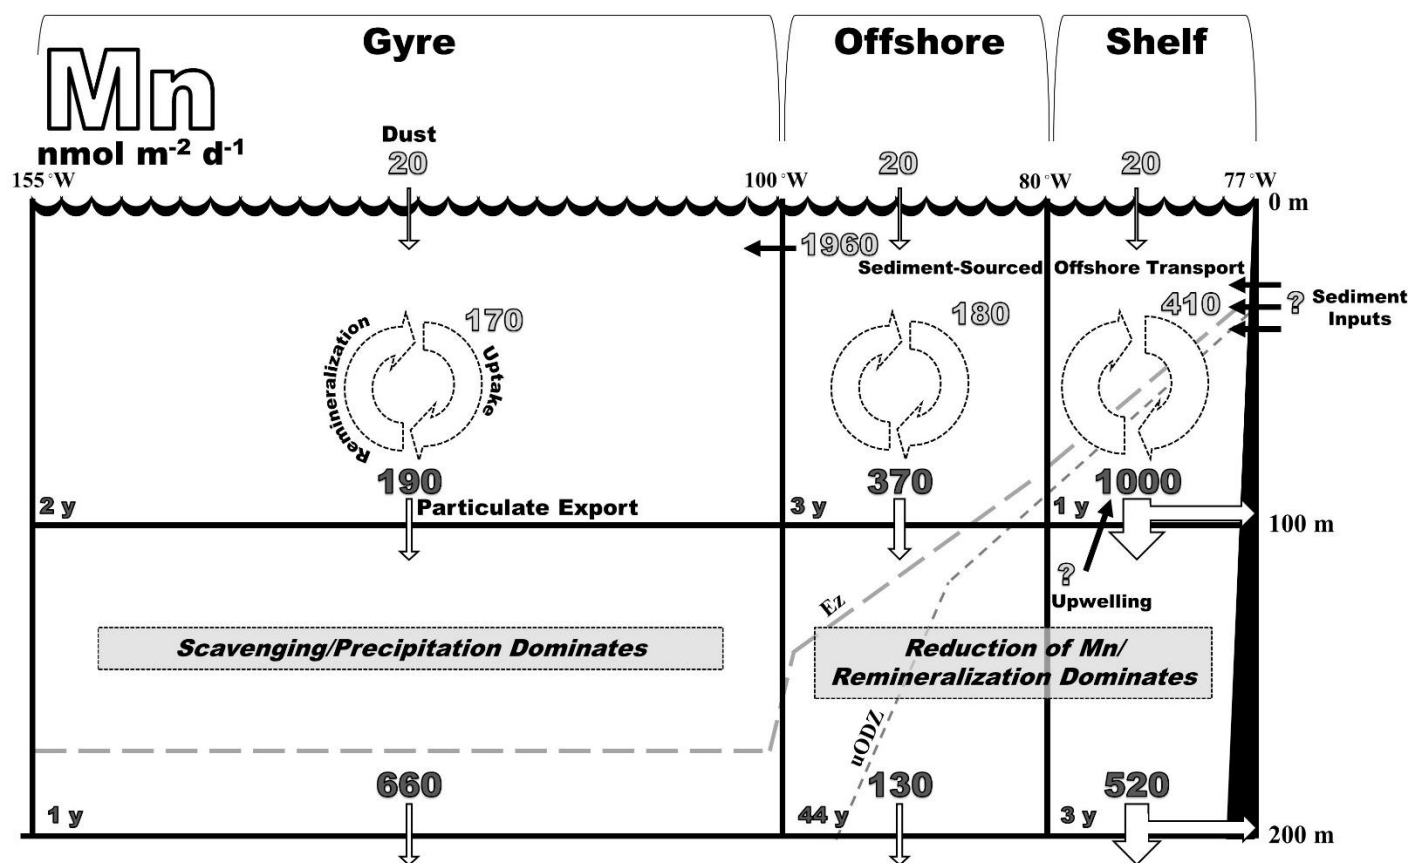 Gyre
Offshore
Shelf
Mn
nmol m-2 d-1
Dust
20
20
20
155°W
100°W
80°W
77°W
0 m
1960
Sediment-Sourced
Offshore Transport
170
180
410
?
Sediment
Inputs
Remineralization
Uptake
190
370
1000
2 y
Particulate Export
3 y
1 y
100 m
?
Upwelling
Ez
Scavenging/Precipitation Dominates
Reduction of Mn/
Remineralization Dominates
uODZ
660
130
520
1 y
44 y
3 y
200 m